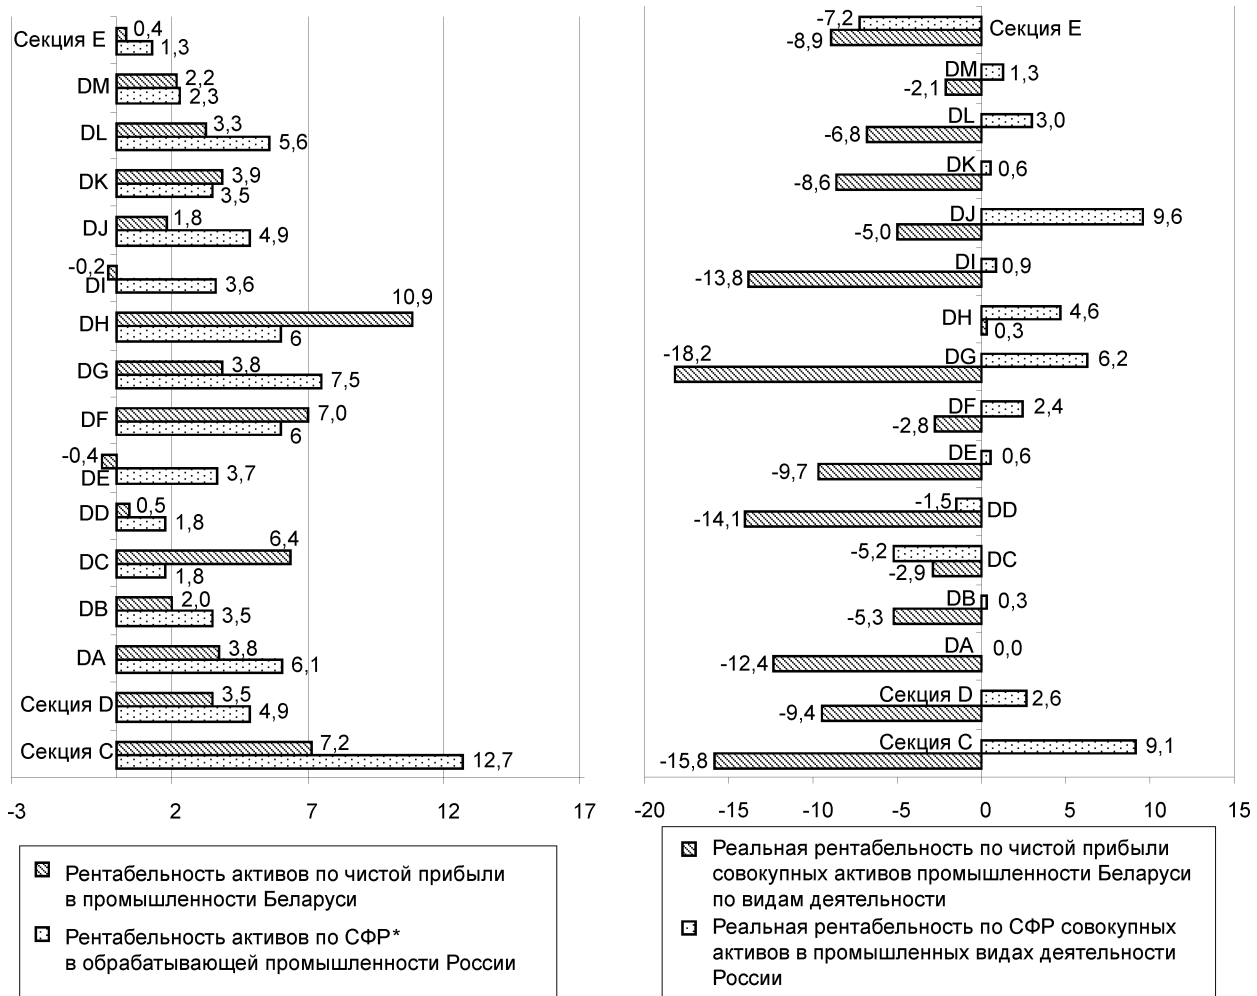 Секция E
0,4
1,3
DM
2,2
2,3
DL
3,3
5,6
DK
3,9
3,5
DJ
1,8
4,9
-0,2
DI
3,6
10,9
DH
6
DG
3,8
7,5
DF
7,0
6
-0,4
DE
3,7
DD
0,5
1,8
DC
6,4
1,8
DB
2,0
3,5
DA
3,8
6,1
Секция D
3,5
4,9
Секция C
7,2
12,7
-3 2 7 12 17
Рентабельность активов по чистой прибыли
в промышленности Беларуси
Рентабельность активов по СФР*
в обрабатывающей промышленности России
-7,2
Секция E
-8,9
DM
1,3
-2,1
DL
3,0
-6,8
DK
0,6
-8,6
DJ
9,6
-5,0
DI
0,9
-13,8
DH
4,6
0,3
-18,2
DG
6,2
DF
2,4
-2,8
DE
0,6
-9,7
-1,5
DD
-14,1
-5,2
DC
-2,9
DB
0,3
-5,3
DA
0,0
-12,4
Секция D
2,6
-9,4
Секция C
9,1
-15,8
-20 -15 -10 -5 0 5 10 15
Реальная рентабельность по чистой прибыли
совокупных активов промышленности Беларуси
по видам деятельности
Реальная рентабельность по СФР совокупных
активов в промышленных видах деятельности
России